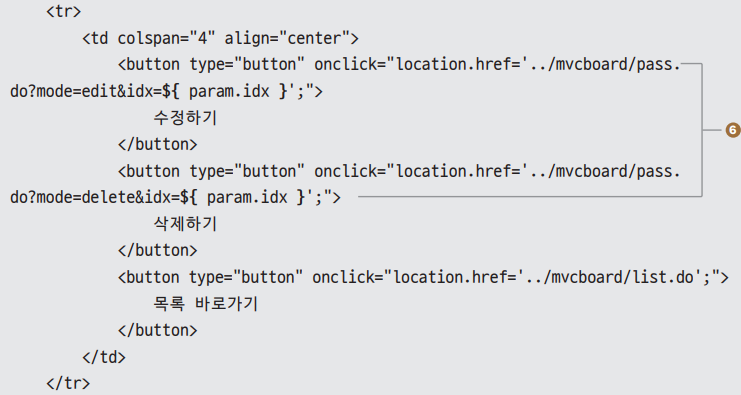 <tr>
<td colspan="4" align="center">
<button type="button" onclick="location.href='../mvcboard/pass.
do?mode=edit&idx=${ param.idx }';">
수정하기
</button>
<button type="button" onclick="location.href='../mvcboard/pass.
do?mode=delete&idx=${ param.idx }';">
삭제하기
</button>
<button type="button" onclick="location.href='../mvcboard/list.do';">
목록 바로가기
</button>
</td>
</tr>
6